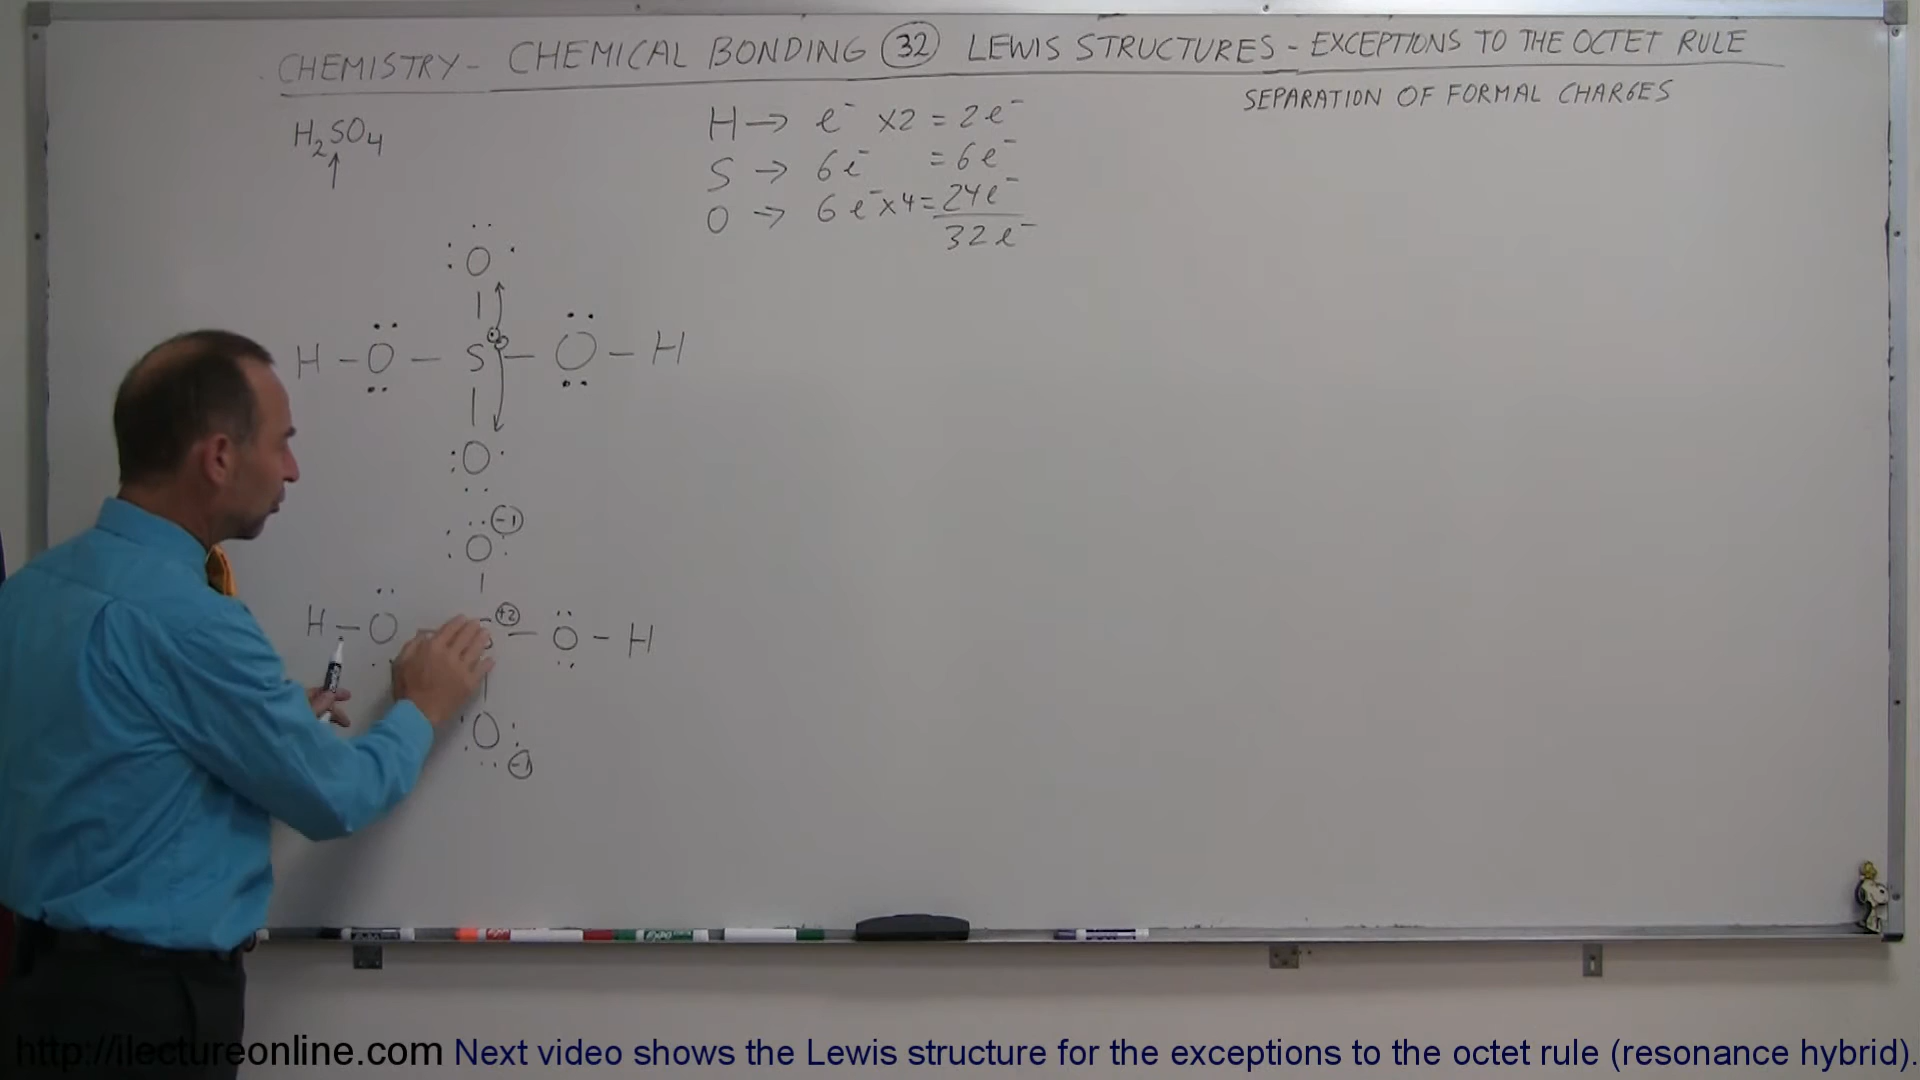 CHEMISTRY - CHEMICAL BONDING (32) LEWIS STRUCTURES - EXCEPTIONS TO THE OCTET RULE
SEPARATION OF FORMAL CHARGES
H₂SO₄
H → e⁻ x2 = 2e⁻
S → 6e⁻ = 6e⁻
O → 6e⁻ x4 = 24e⁻
32e⁻
O
H - O - S - O - H
O
O -1
H - O - S +2 - O - H
O -1
http://ilectureonline.com Next video shows the Lewis structure for the exceptions to the octet rule (resonance hybrid).